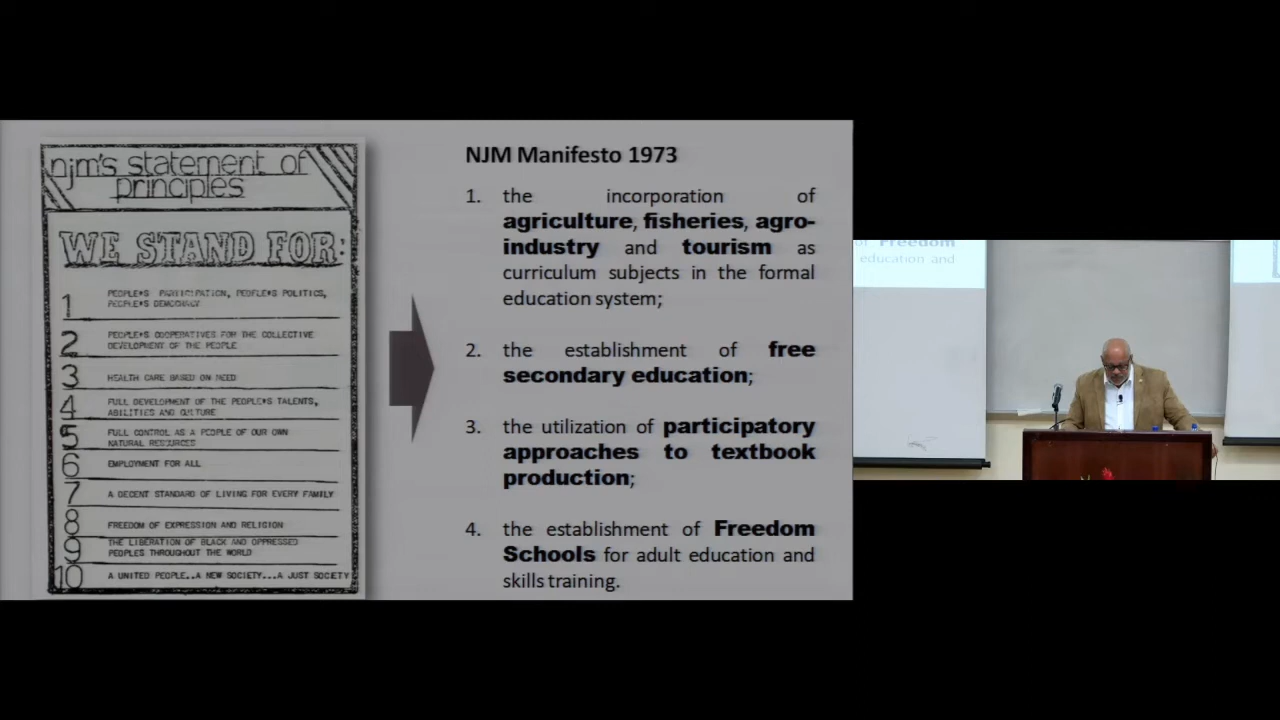 njm's statement of
principles
WE STAND FOR:
1 PEOPLE'S PARTICIPATION, PEOPLE'S POLITICS,
PEOPLE'S DEMOCRACY
2 PEOPLE'S COOPERATIVES FOR THE COLLECTIVE
DEVELOPMENT OF THE PEOPLE
3 HEALTH CARE BASED ON NEED
4 FULL DEVELOPMENT OF THE PEOPLE'S TALENTS,
ABILITIES AND CULTURE
5 FULL CONTROL AS A PEOPLE OF OUR OWN
NATURAL RESOURCES
6 EMPLOYMENT FOR ALL
7 A DECENT STANDARD OF LIVING FOR EVERY FAMILY
8 FREEDOM OF EXPRESSION AND RELIGION
9 THE LIBERATION OF BLACK AND OPPRESSED
PEOPLES THROUGHOUT THE WORLD
10 A UNITED PEOPLE..A NEW SOCIETY...A JUST SOCIETY
NJM Manifesto 1973
1. the incorporation of
agriculture, fisheries, agro-
industry and tourism as
curriculum subjects in the formal
education system;
2. the establishment of free
secondary education;
3. the utilization of participatory
approaches to textbook
production;
4. the establishment of Freedom
Schools for adult education and
skills training.
of Freedom
education and